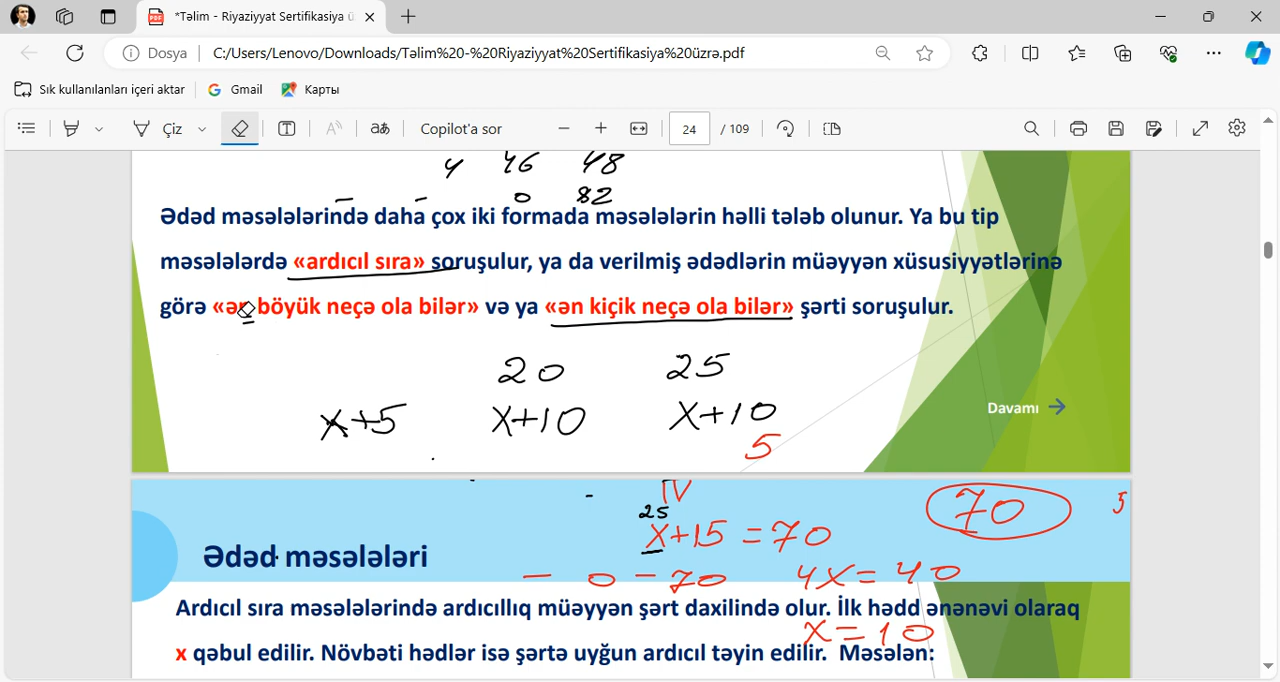 *Təlim - Riyaziyyat Sertifikasiya ü
Dosya
C:/Users/Lenovo/Downloads/Təlim%20-%20Riyaziyyat%20Sertifikasiya%20üzrə.pdf
Sık kullanılanları içeri aktar
Gmail
Карты
Çiz
aあ
Copilot'a sor
24 / 109
4 46 48
0 82
Ədəd məsələlərində daha çox iki formada məsələlərin həlli tələb olunur. Ya bu tip
məsələlərdə «ardıcıl sıra» soruşulur, ya da verilmiş ədədlərin müəyyən xüsusiyyətlərinə
görə «ən böyük neçə ola bilər» və ya «ən kiçik neçə ola bilər» şərti soruşulur.
20 25
x+5 x+10 x+10
5
Davamı
IV
70 5
25
x+15 = 70
Ədəd məsələləri
- 0 - 70 4x = 40
Ardıcıl sıra məsələlərində ardıcıllıq müəyyən şərt daxilində olur. İlk hədd ənənəvi olaraq
x = 10
x qəbul edilir. Növbəti hədlər isə şərtə uyğun ardıcıl təyin edilir. Məsələn: